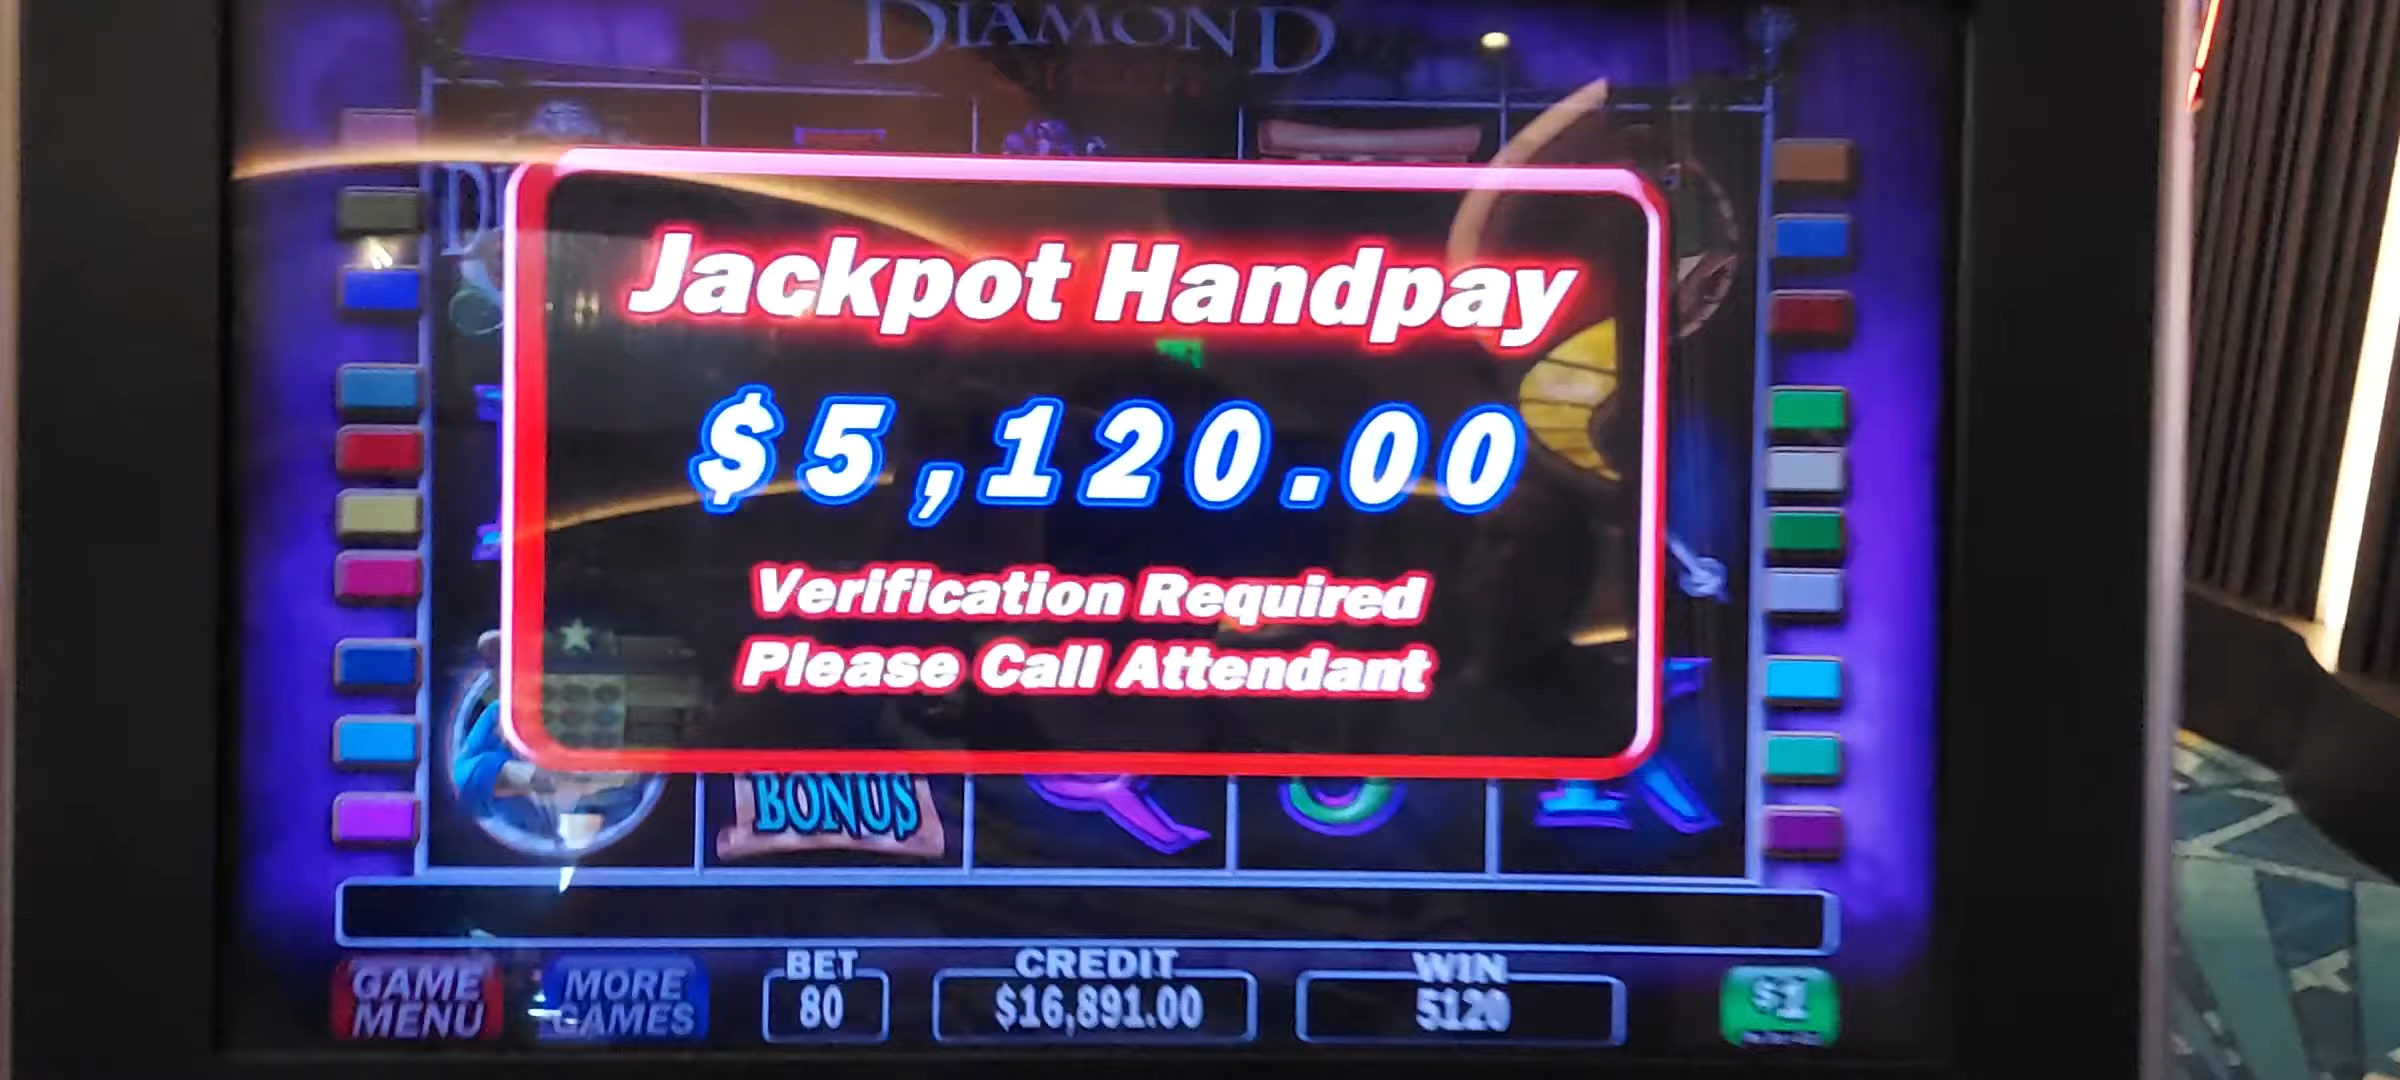 DIAMOND
Jackpot Handpay
$5,120.00
Verification Required
Please Call Attendant
BONUS
GAME
MENU
MORE
GAMES
BET
80
CREDIT
$16,891.00
WIN
5120
$1